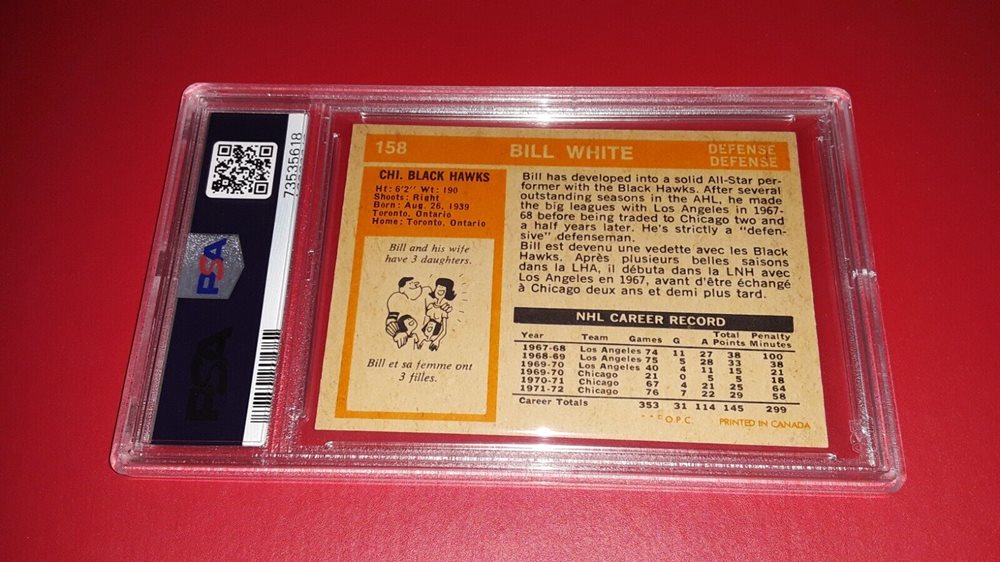 73535618
PSA
PSA
158 BILL WHITE DEFENSE
DEFENSE
CHI. BLACK HAWKS
Ht: 6'2" Wt: 190
Shoots: Right
Born: Aug. 26, 1939
Toronto, Ontario
Home: Toronto, Ontario
Bill and his wife
have 3 daughters.
Bill et sa femme ont
3 filles.
Bill has developed into a solid All-Star per-
former with the Black Hawks. After several
outstanding seasons in the AHL, he made
the big leagues with Los Angeles in 1967-
68 before being traded to Chicago two and
a half years later. He's strictly a "defen-
sive" defenseman.
Bill est devenu une vedette avec les Black
Hawks. Après plusieurs belles saisons
dans la LHA, il débuta dans la LNH avec
Los Angeles en 1967, avant d'être échangé
à Chicago deux ans et demi plus tard.
NHL CAREER RECORD
Year Team Games G A Total Points Penalty Minutes
1967-68 Los Angeles 74 11 27 38 100
1968-69 Los Angeles 75 5 28 33 38
1969-70 Los Angeles 40 4 11 15 21
1969-70 Chicago 21 0 5 5 18
1970-71 Chicago 67 4 21 25 64
1971-72 Chicago 76 7 22 29 58
Career Totals 353 31 114 145 299
O.P.C. PRINTED IN CANADA